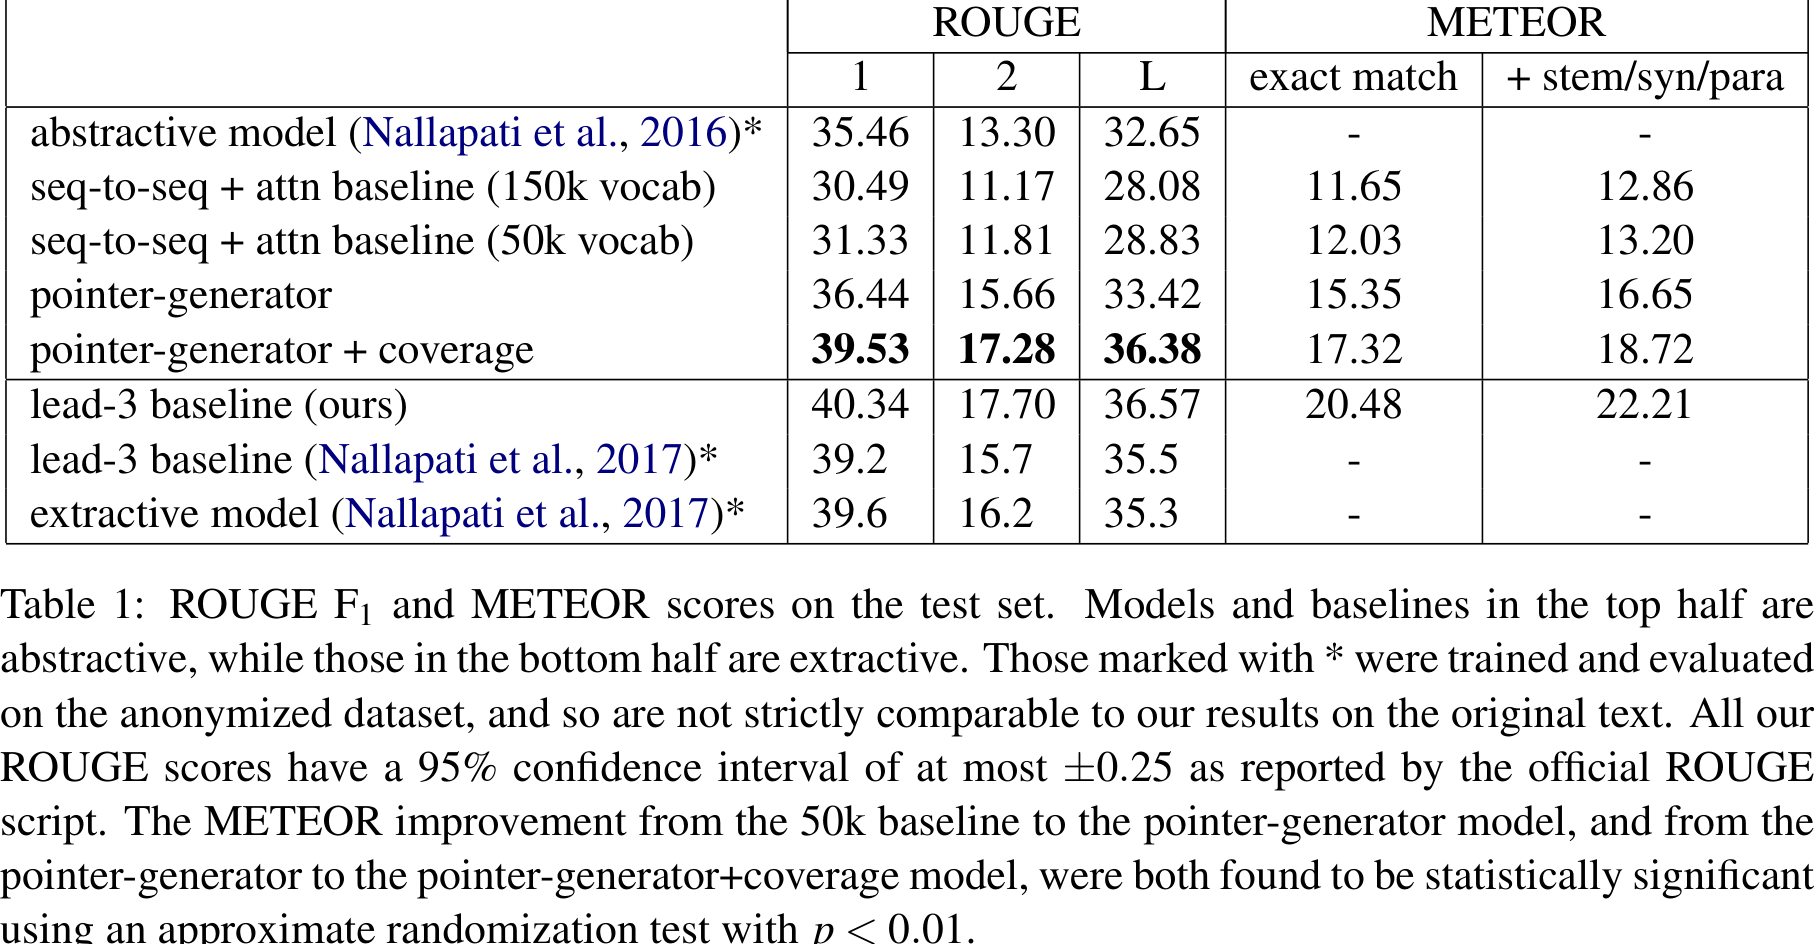 ROUGE METEOR
1 2 L exact match + stem/syn/para
abstractive model (Nallapati et al., 2016)* 35.46 13.30 32.65 - -
seq-to-seq + attn baseline (150k vocab) 30.49 11.17 28.08 11.65 12.86
seq-to-seq + attn baseline (50k vocab) 31.33 11.81 28.83 12.03 13.20
pointer-generator 36.44 15.66 33.42 15.35 16.65
pointer-generator + coverage 39.53 17.28 36.38 17.32 18.72
lead-3 baseline (ours) 40.34 17.70 36.57 20.48 22.21
lead-3 baseline (Nallapati et al., 2017)* 39.2 15.7 35.5 - -
extractive model (Nallapati et al., 2017)* 39.6 16.2 35.3 - -
Table 1: ROUGE F₁ and METEOR scores on the test set. Models and baselines in the top half are
abstractive, while those in the bottom half are extractive. Those marked with * were trained and evaluated
on the anonymized dataset, and so are not strictly comparable to our results on the original text. All our
ROUGE scores have a 95% confidence interval of at most ±0.25 as reported by the official ROUGE
script. The METEOR improvement from the 50k baseline to the pointer-generator model, and from the
pointer-generator to the pointer-generator+coverage model, were both found to be statistically significant
using an approximate randomization test with p < 0.01.